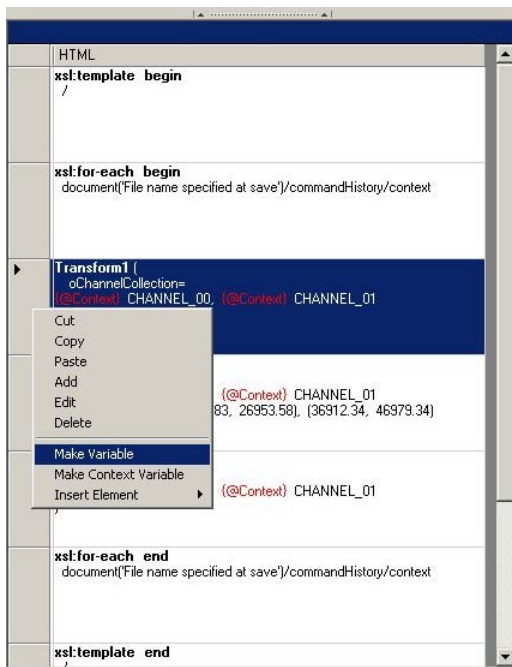 HTML
xsl:template begin
/
xsl:for-each begin
document('File name specified at save')/commandHistory/context
Transform1 (
oChannelCollection=
{@Context} CHANNEL_00, {@Context} CHANNEL_01
Cut
Copy
Paste
Add
Edit
Delete
Make Variable
Make Context Variable
Insert Element
{@Context} CHANNEL_01
83, 26953.58), (36912.34, 46979.34)
{@Context} CHANNEL_01
)
xsl:for-each end
document('File name specified at save')/commandHistory/context
xsl:template end
/